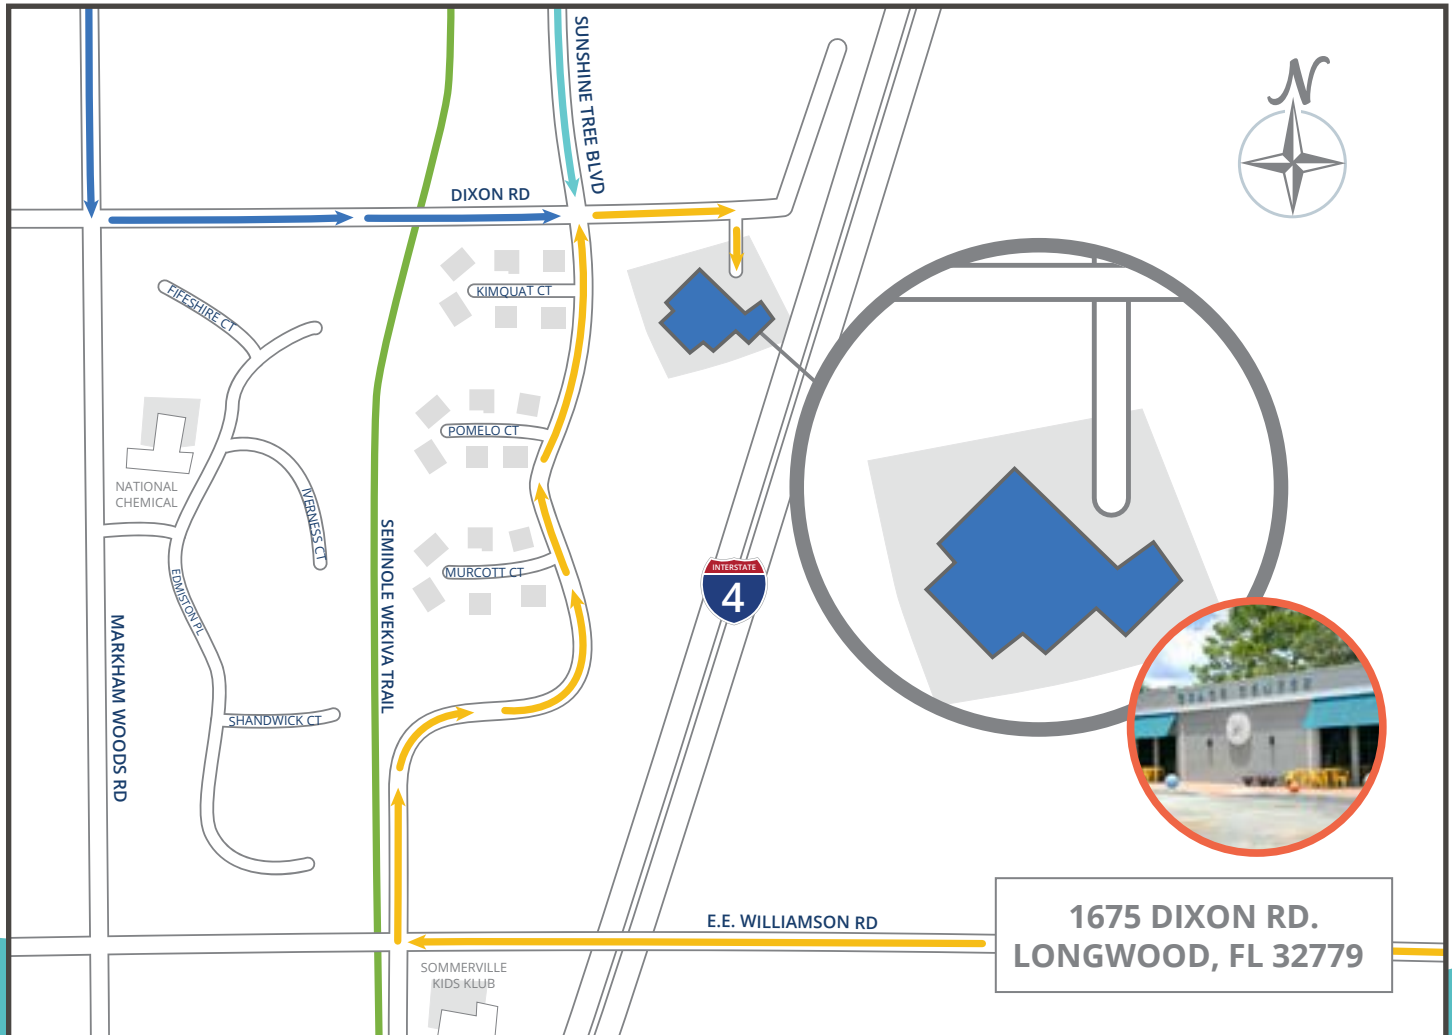 SUNSHINE TREE BLVD
N
DIXON RD
KIMQUAT CT
FIFESHIRE CT
POMELO CT
NATIONAL
CHEMICAL
IVERNESS CT
SEMINOLE WEKIVA TRAIL
MURCOTT CT
INTERSTATE
4
EDMISTON PL
MARKHAM WOODS RD
SHANDWICK CT
E.E. WILLIAMSON RD
1675 DIXON RD.
LONGWOOD, FL 32779
SOMMERVILLE
KIDS KLUB